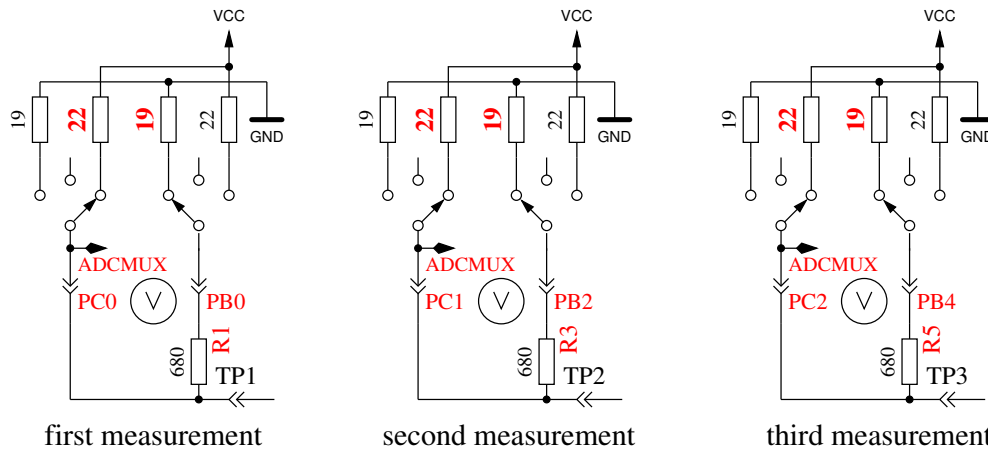 VCC VCC VCC
19 22 19 22 GND
19 22 19 22 GND
19 22 19 22 GND
ADCMUX ADCMUX ADCMUX
PC0 V PB0 PC1 V PB2 PC2 V PB4
680 R1 680 R3 680 R5
TP1 TP2 TP3
first measurement second measurement third measurement